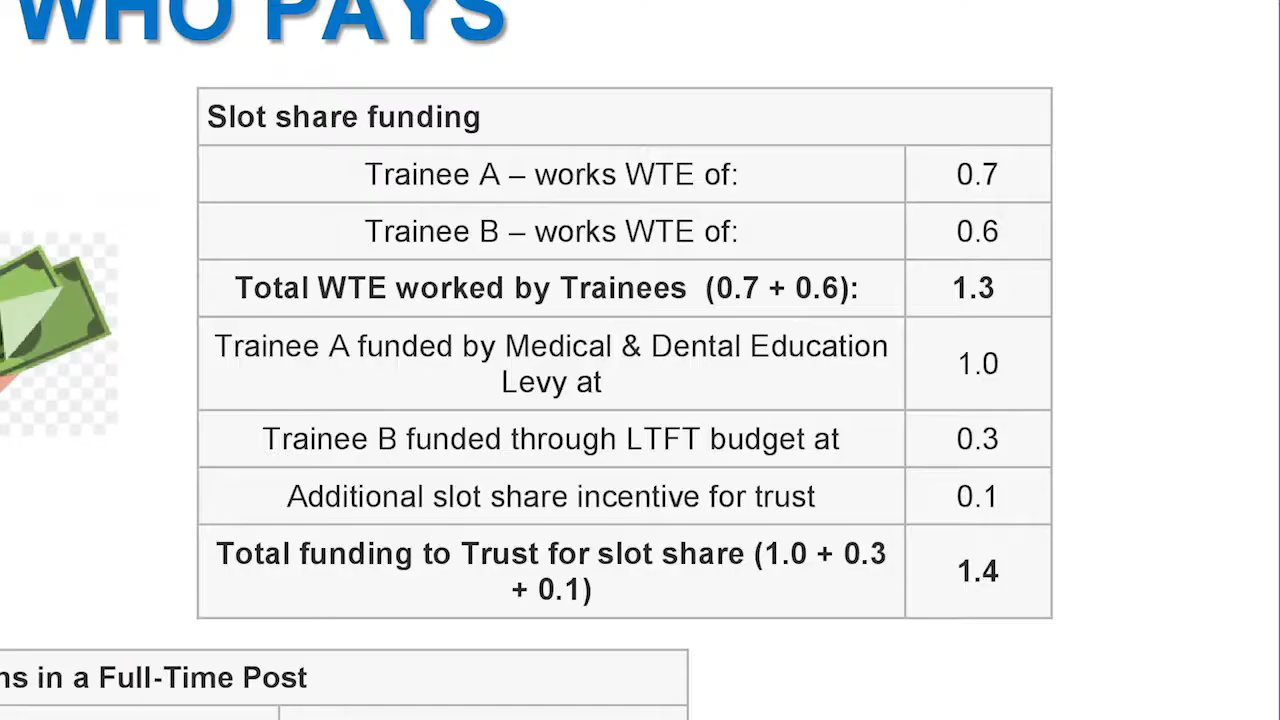 WHO PAYS
Slot share funding
Trainee A – works WTE of: 0.7
Trainee B – works WTE of: 0.6
Total WTE worked by Trainees (0.7 + 0.6): 1.3
Trainee A funded by Medical & Dental Education
Levy at 1.0
Trainee B funded through LTFT budget at 0.3
Additional slot share incentive for trust 0.1
Total funding to Trust for slot share (1.0 + 0.3
+ 0.1) 1.4
in a Full-Time Post